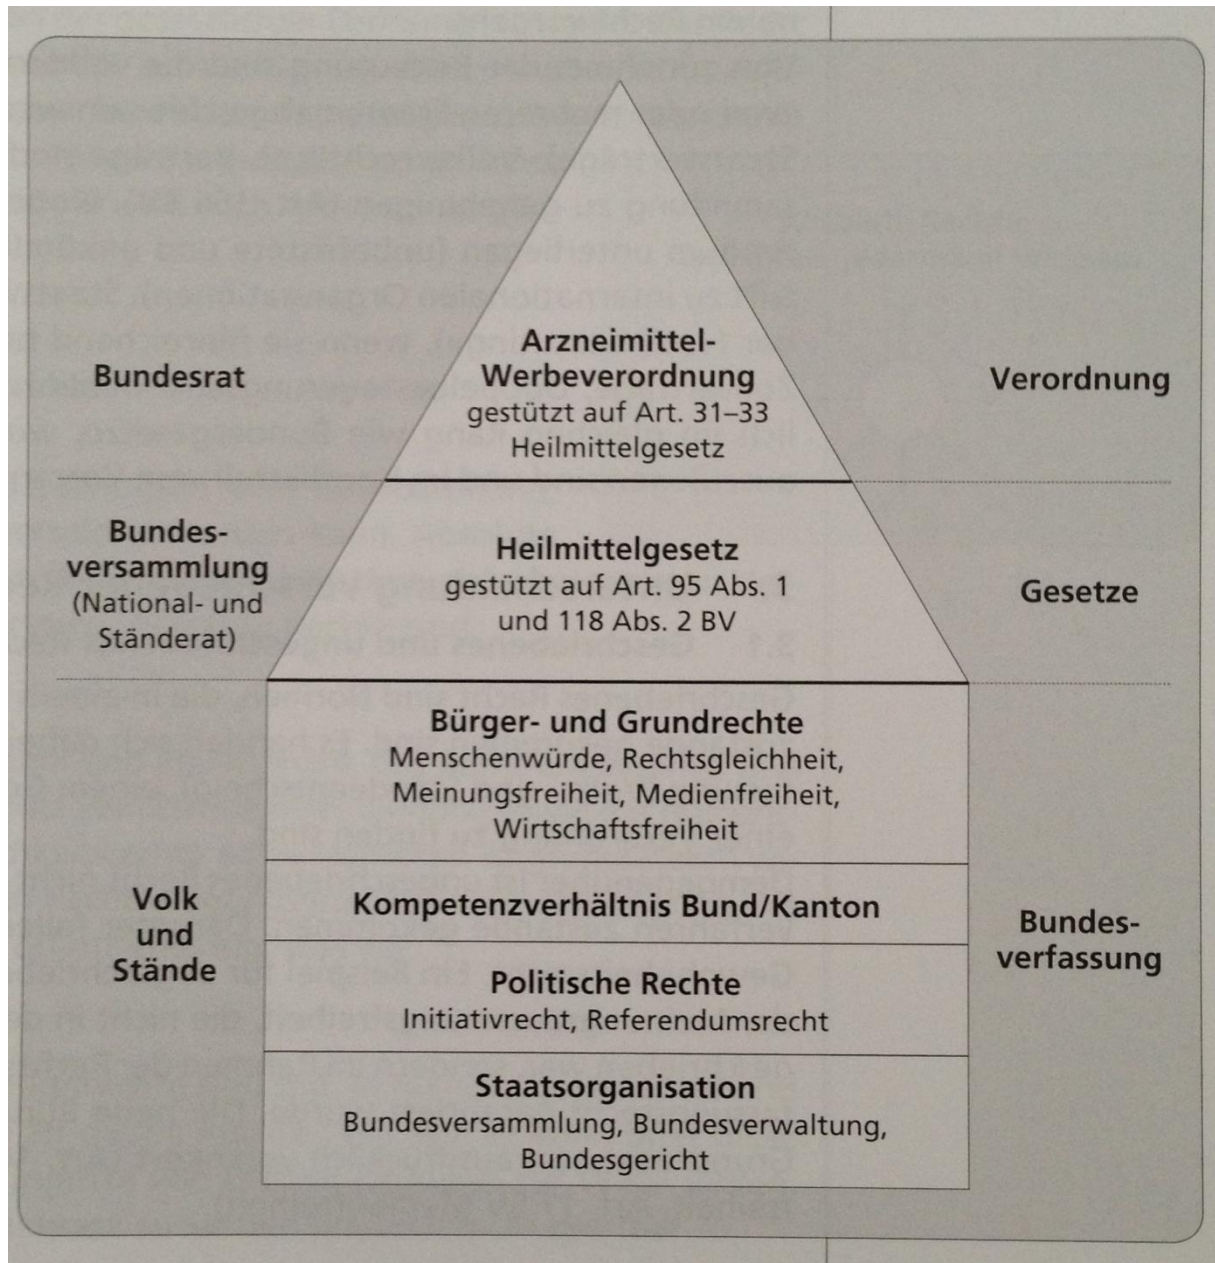 Arzneimittel-
Werbeverordnung
gestützt auf Art. 31–33
Heilmittelgesetz
Bundesrat
Verordnung
Bundes-
versammlung
(National- und
Ständerat)
Heilmittelgesetz
gestützt auf Art. 95 Abs. 1
und 118 Abs. 2 BV
Gesetze
Bürger- und Grundrechte
Menschenwürde, Rechtsgleichheit,
Meinungsfreiheit, Medienfreiheit,
Wirtschaftsfreiheit
Volk
und
Stände
Kompetenzverhältnis Bund/Kanton
Bundes-
verfassung
Politische Rechte
Initiativrecht, Referendumsrecht
Staatsorganisation
Bundesversammlung, Bundesverwaltung,
Bundesgericht